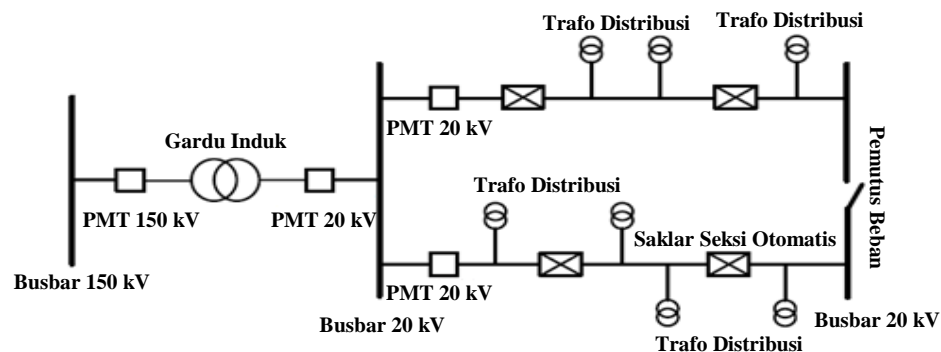 Trafo Distribusi
Trafo Distribusi
PMT 20 kV
Gardu Induk
Pemutus Beban
Trafo Distribusi
PMT 150 kV
PMT 20 kV
Saklar Seksi Otomatis
Busbar 150 kV
PMT 20 kV
Busbar 20 kV
Trafo Distribusi
Busbar 20 kV